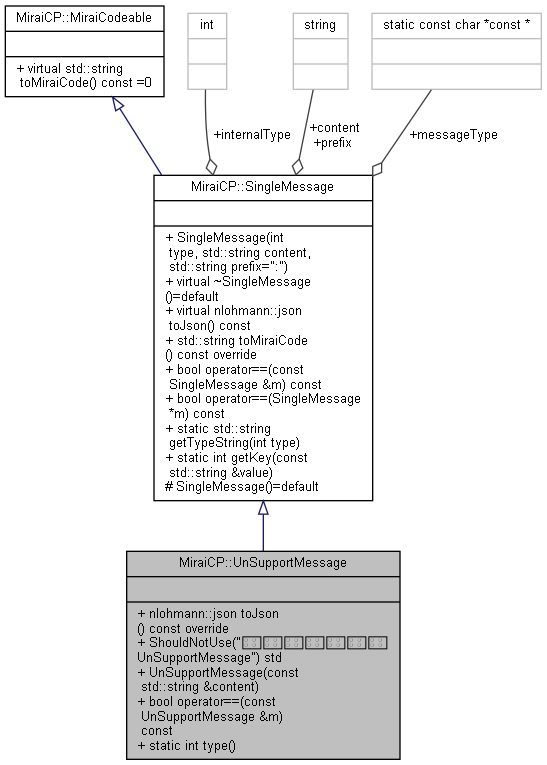 MiraiCP::MiraiCodeable
+ virtual std::string
toMiraiCode() const =0
int
string
static const char *const *
+internalType
+content
+prefix
+messageType
MiraiCP::SingleMessage
+ SingleMessage(int
type, std::string content,
std::string prefix=":")
+ virtual ~SingleMessage
()=default
+ virtual nlohmann::json
toJson() const
+ std::string toMiraiCode
() const override
+ bool operator==(const
SingleMessage &m) const
+ bool operator==(SingleMessage
*m) const
+ static std::string
getTypeString(int type)
+ static int getKey(const
std::string &value)
# SingleMessage()=default
MiraiCP::UnSupportMessage
+ nlohmann::json toJson
() const override
+ ShouldNotUse("
UnSupportMessage") std
+ UnSupportMessage(const
std::string &content)
+ bool operator==(const
UnSupportMessage &m)
const
+ static int type()